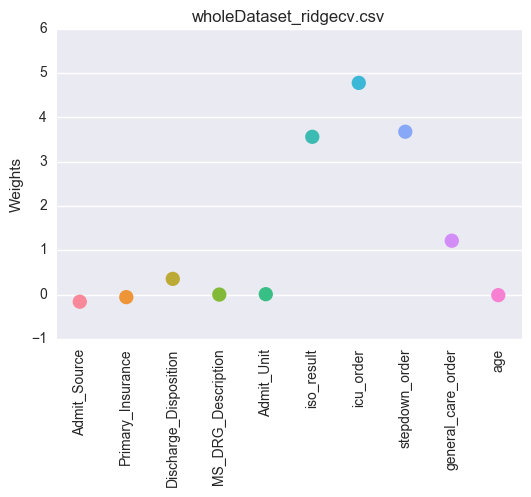 wholeDataset_ridgecv.csv
6
5
4
3
2
1
0
−1
Weights
Admit_Source
Primary_Insurance
Discharge_Disposition
MS_DRG_Description
Admit_Unit
iso_result
icu_order
stepdown_order
general_care_order
age